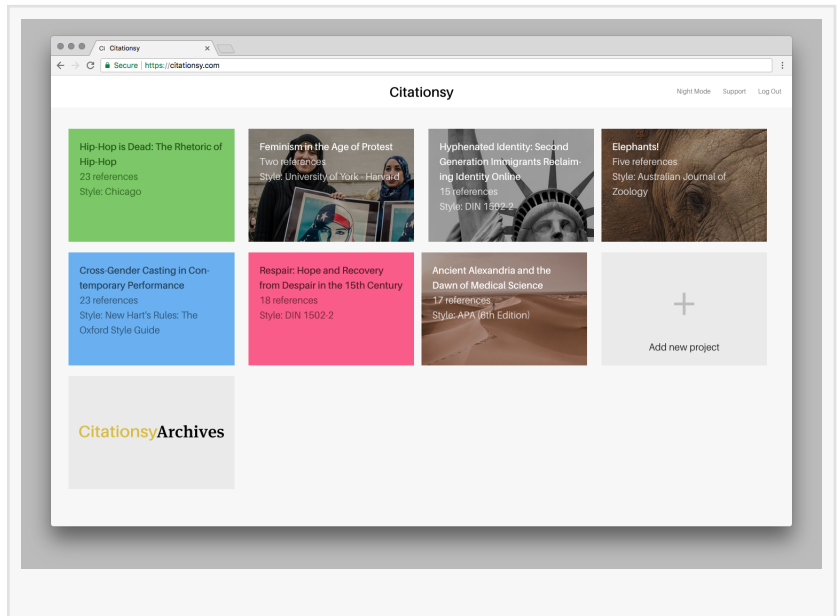 Ci Citationsy
Secure https://citationsy.com
Citationsy
Night Mode Support Log Out
Hip-Hop is Dead: The Rhetoric of
Hip-Hop
23 references
Style: Chicago
Feminism in the Age of Protest
Two references
Style: University of York - Harvard
Hyphenated Identity: Second
Generation Immigrants Reclaim-
ing Identity Online
15 references
Style: DIN 1502-2
Elephants!
Five references
Style: Australian Journal of
Zoology
Cross-Gender Casting in Con-
temporary Performance
23 references
Style: New Hart's Rules: The
Oxford Style Guide
Respair: Hope and Recovery
from Despair in the 15th Century
18 references
Style: DIN 1502-2
Ancient Alexandria and the
Dawn of Medical Science
17 references
Style: APA (6th Edition)
Add new project
CitationsyArchives